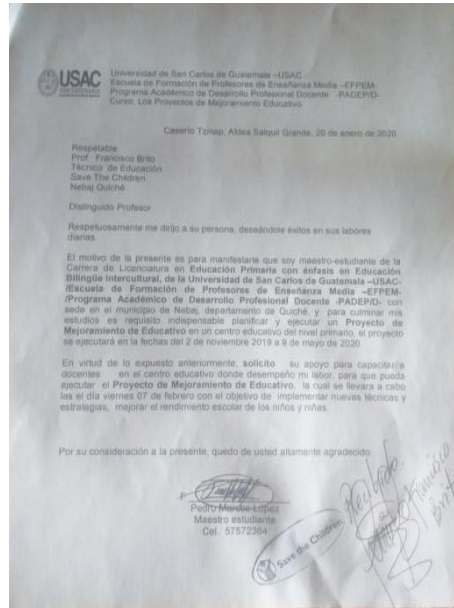 USAC
TRICENTENARIA
Universidad de San Carlos de Guatemala –USAC -
Escuela de Formación de Profesores de Enseñanza Media –EFPEM-
Programa Académico de Desarrollo Profesional Docente -PADEP/D-
Curso: Los Proyectos de Mejoramiento Educativo
Caserío Tzinap, Aldea Salquil Grande, 20 de enero de 2020
Respetable
Prof. Francisco Brito
Técnico de Educación
Save The Children
Nebaj Quiché
Distinguido Profesor
Respetuosamente me dirijo a su persona, deseándole éxitos en sus labores
diarias.
El motivo de la presente es para manifestarle que soy maestro-estudiante de la
Carrera de Licenciatura en Educación Primaria con énfasis en Educación
Bilingüe Intercultural, de la Universidad de San Carlos de Guatemala –USAC-
/Escuela de Formación de Profesores de Enseñanza Media –EFPEM-
/Programa Académico de Desarrollo Profesional Docente -PADEP/D- con
sede en el municipio de Nebaj, departamento de Quiché, y para culminar mis
estudios es requisito indispensable planificar y ejecutar un Proyecto de
Mejoramiento de Educativo en un centro educativo del nivel primario, el proyecto
se ejecutará en la fechas del 2 de noviembre 2019 a 9 de mayo de 2020
En virtud de lo expuesto anteriormente, solicito su apoyo para capacitar a
docentes en el centro educativo donde desempeño mi labor, para que pueda
ejecutar el Proyecto de Mejoramiento de Educativo, la cual se llevara a cabo
las el día viernes 07 de febrero con el objetivo de implementar nuevas técnicas y
estrategias, mejorar el rendimiento escolar de los niños y niñas.
Por su consideración a la presente, quedo de usted altamente agradecido.
Pedro López
Maestro estudiante
Cel. 57572364
Save the Children
Recibido.
Francisco
Brito